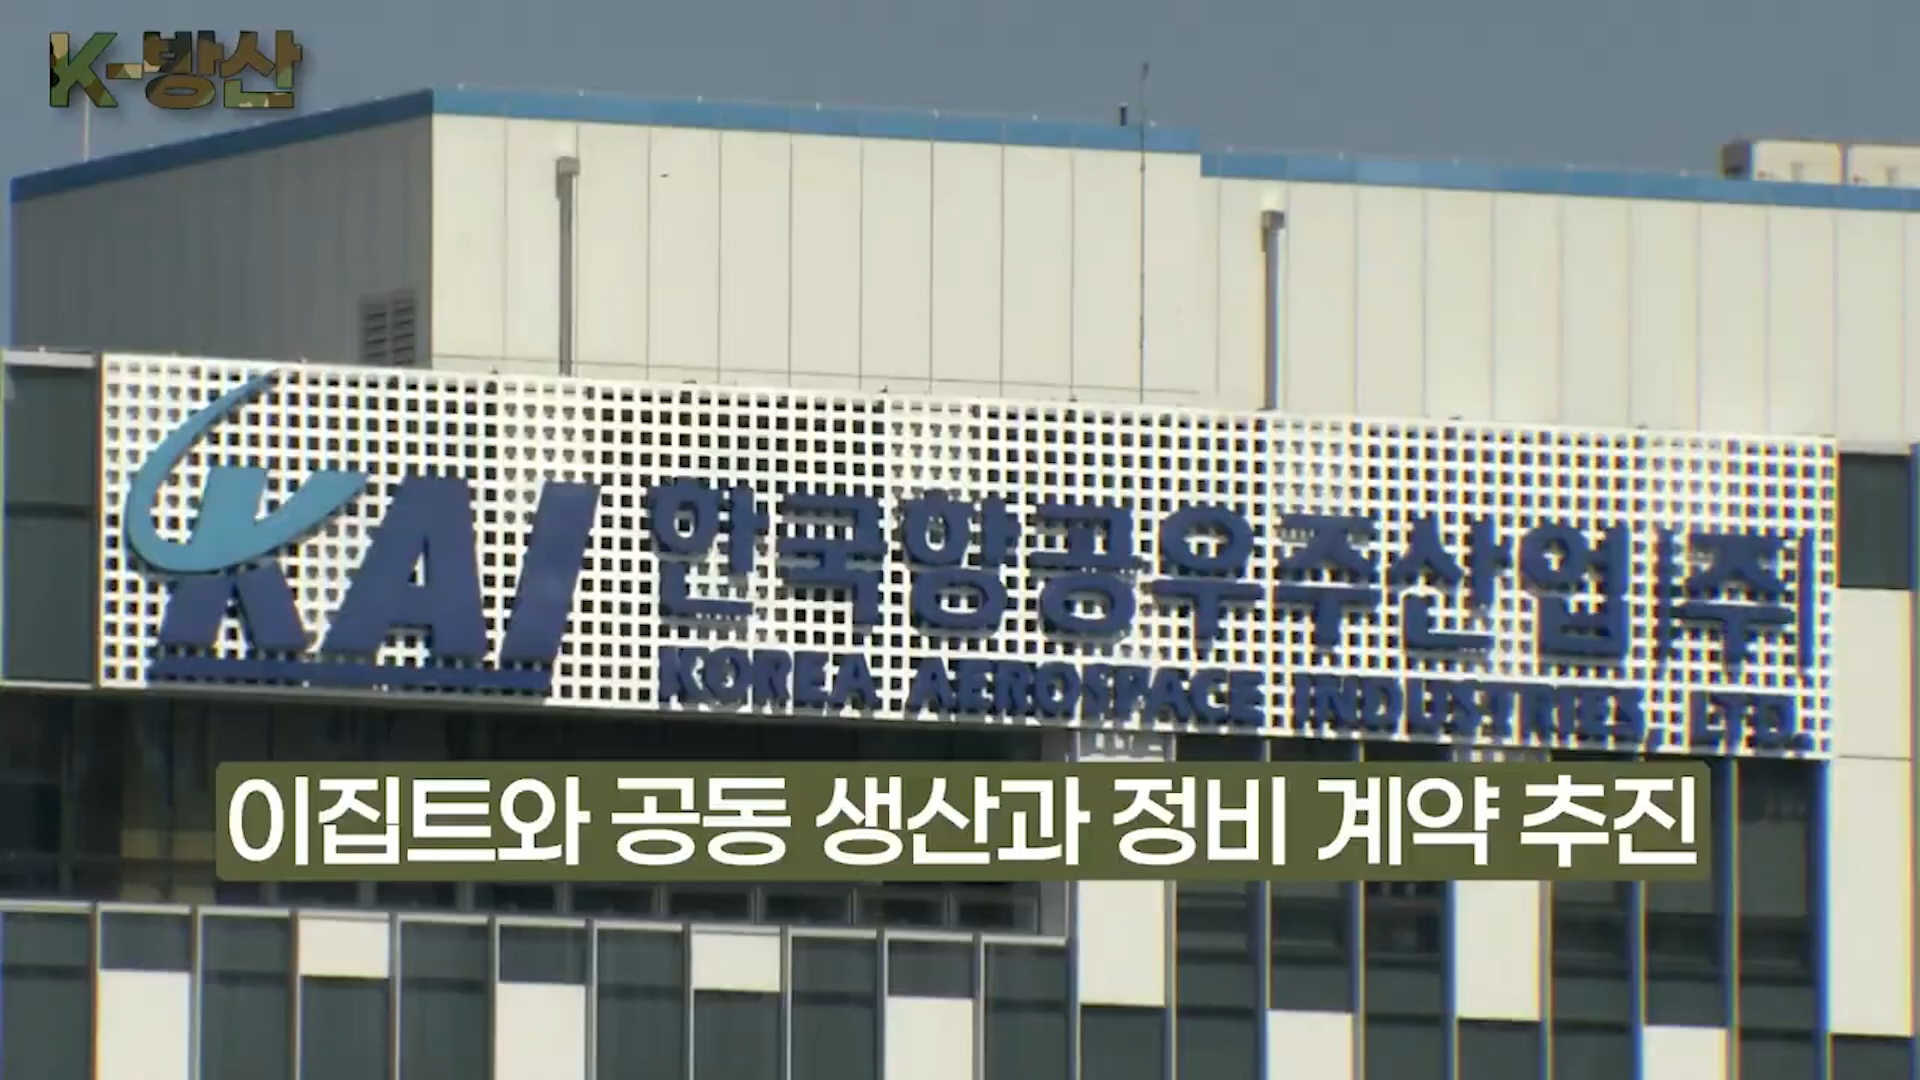 K-방산
KAI 한국항공우주산업(주)
KOREA AEROSPACE INDUSTRIES, LTD.
이집트와 공동 생산과 정비 계약 추진